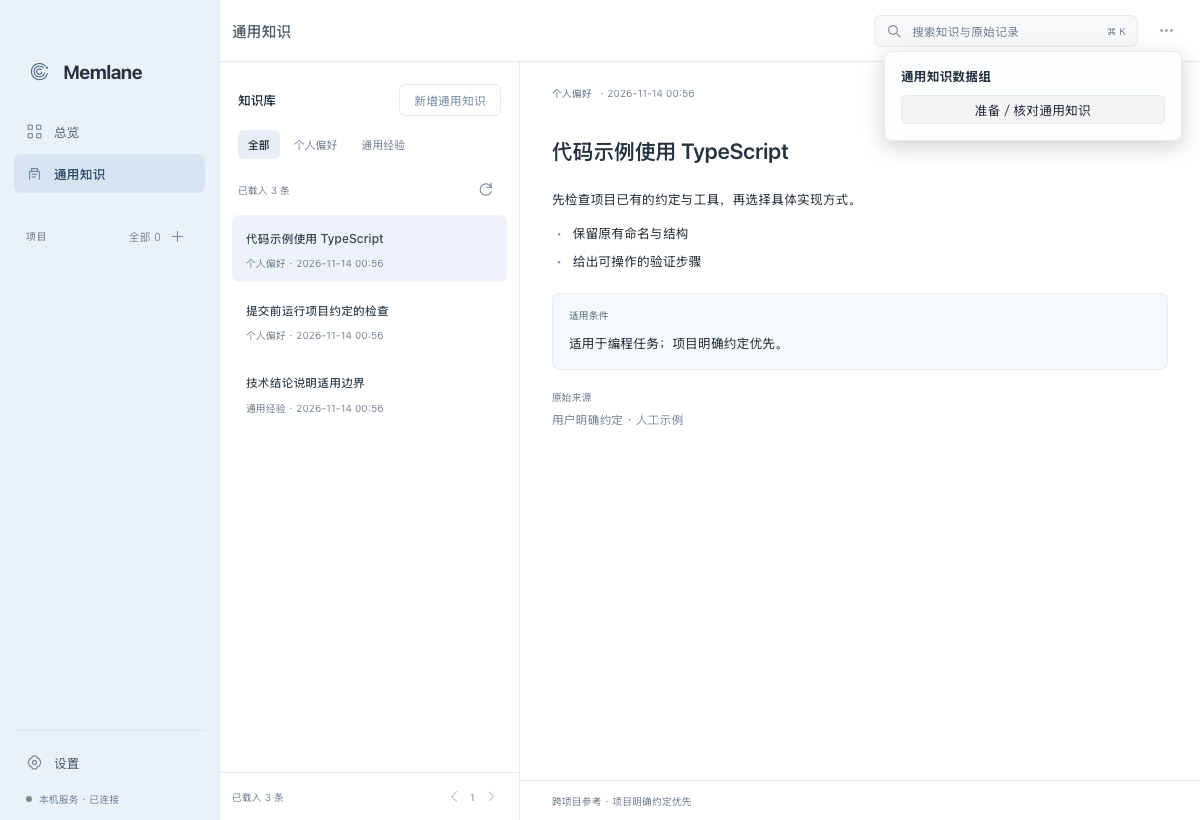 Memlane
总览
通用知识
项目
全部 0
设置
本机服务 · 已连接
通用知识
搜索知识与原始记录
⌘ K
通用知识数据组
准备 / 核对通用知识
知识库
新增通用知识
全部
个人偏好
通用经验
已载入 3 条
代码示例使用 TypeScript
个人偏好 · 2026-11-14 00:56
提交前运行项目约定的检查
个人偏好 · 2026-11-14 00:56
技术结论说明适用边界
通用经验 · 2026-11-14 00:56
已载入 3 条
1
个人偏好 · 2026-11-14 00:56
代码示例使用 TypeScript
先检查项目已有的约定与工具，再选择具体实现方式。
· 保留原有命名与结构
· 给出可操作的验证步骤
适用条件
适用于编程任务；项目明确约定优先。
原始来源
用户明确约定 · 人工示例
跨项目参考 · 项目明确约定优先